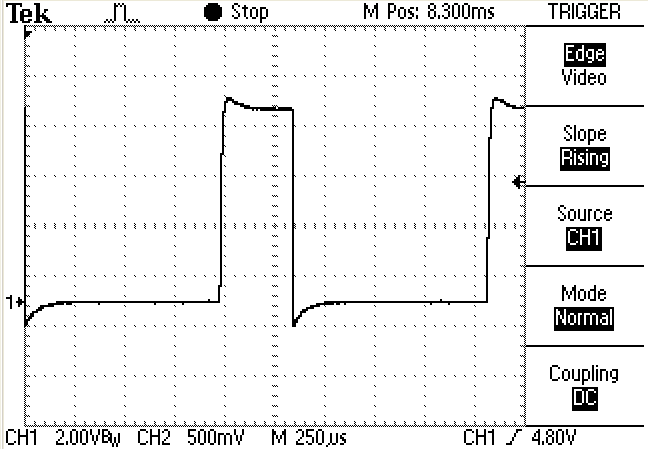 Tek Stop M Pos: 8.300ms TRIGGER
Edge
Video
Slope
Rising
Source
CH1
1
Mode
Normal
Coupling
DC
CH1 2.00VBw CH2 500mV M 250µs CH1 4.80V